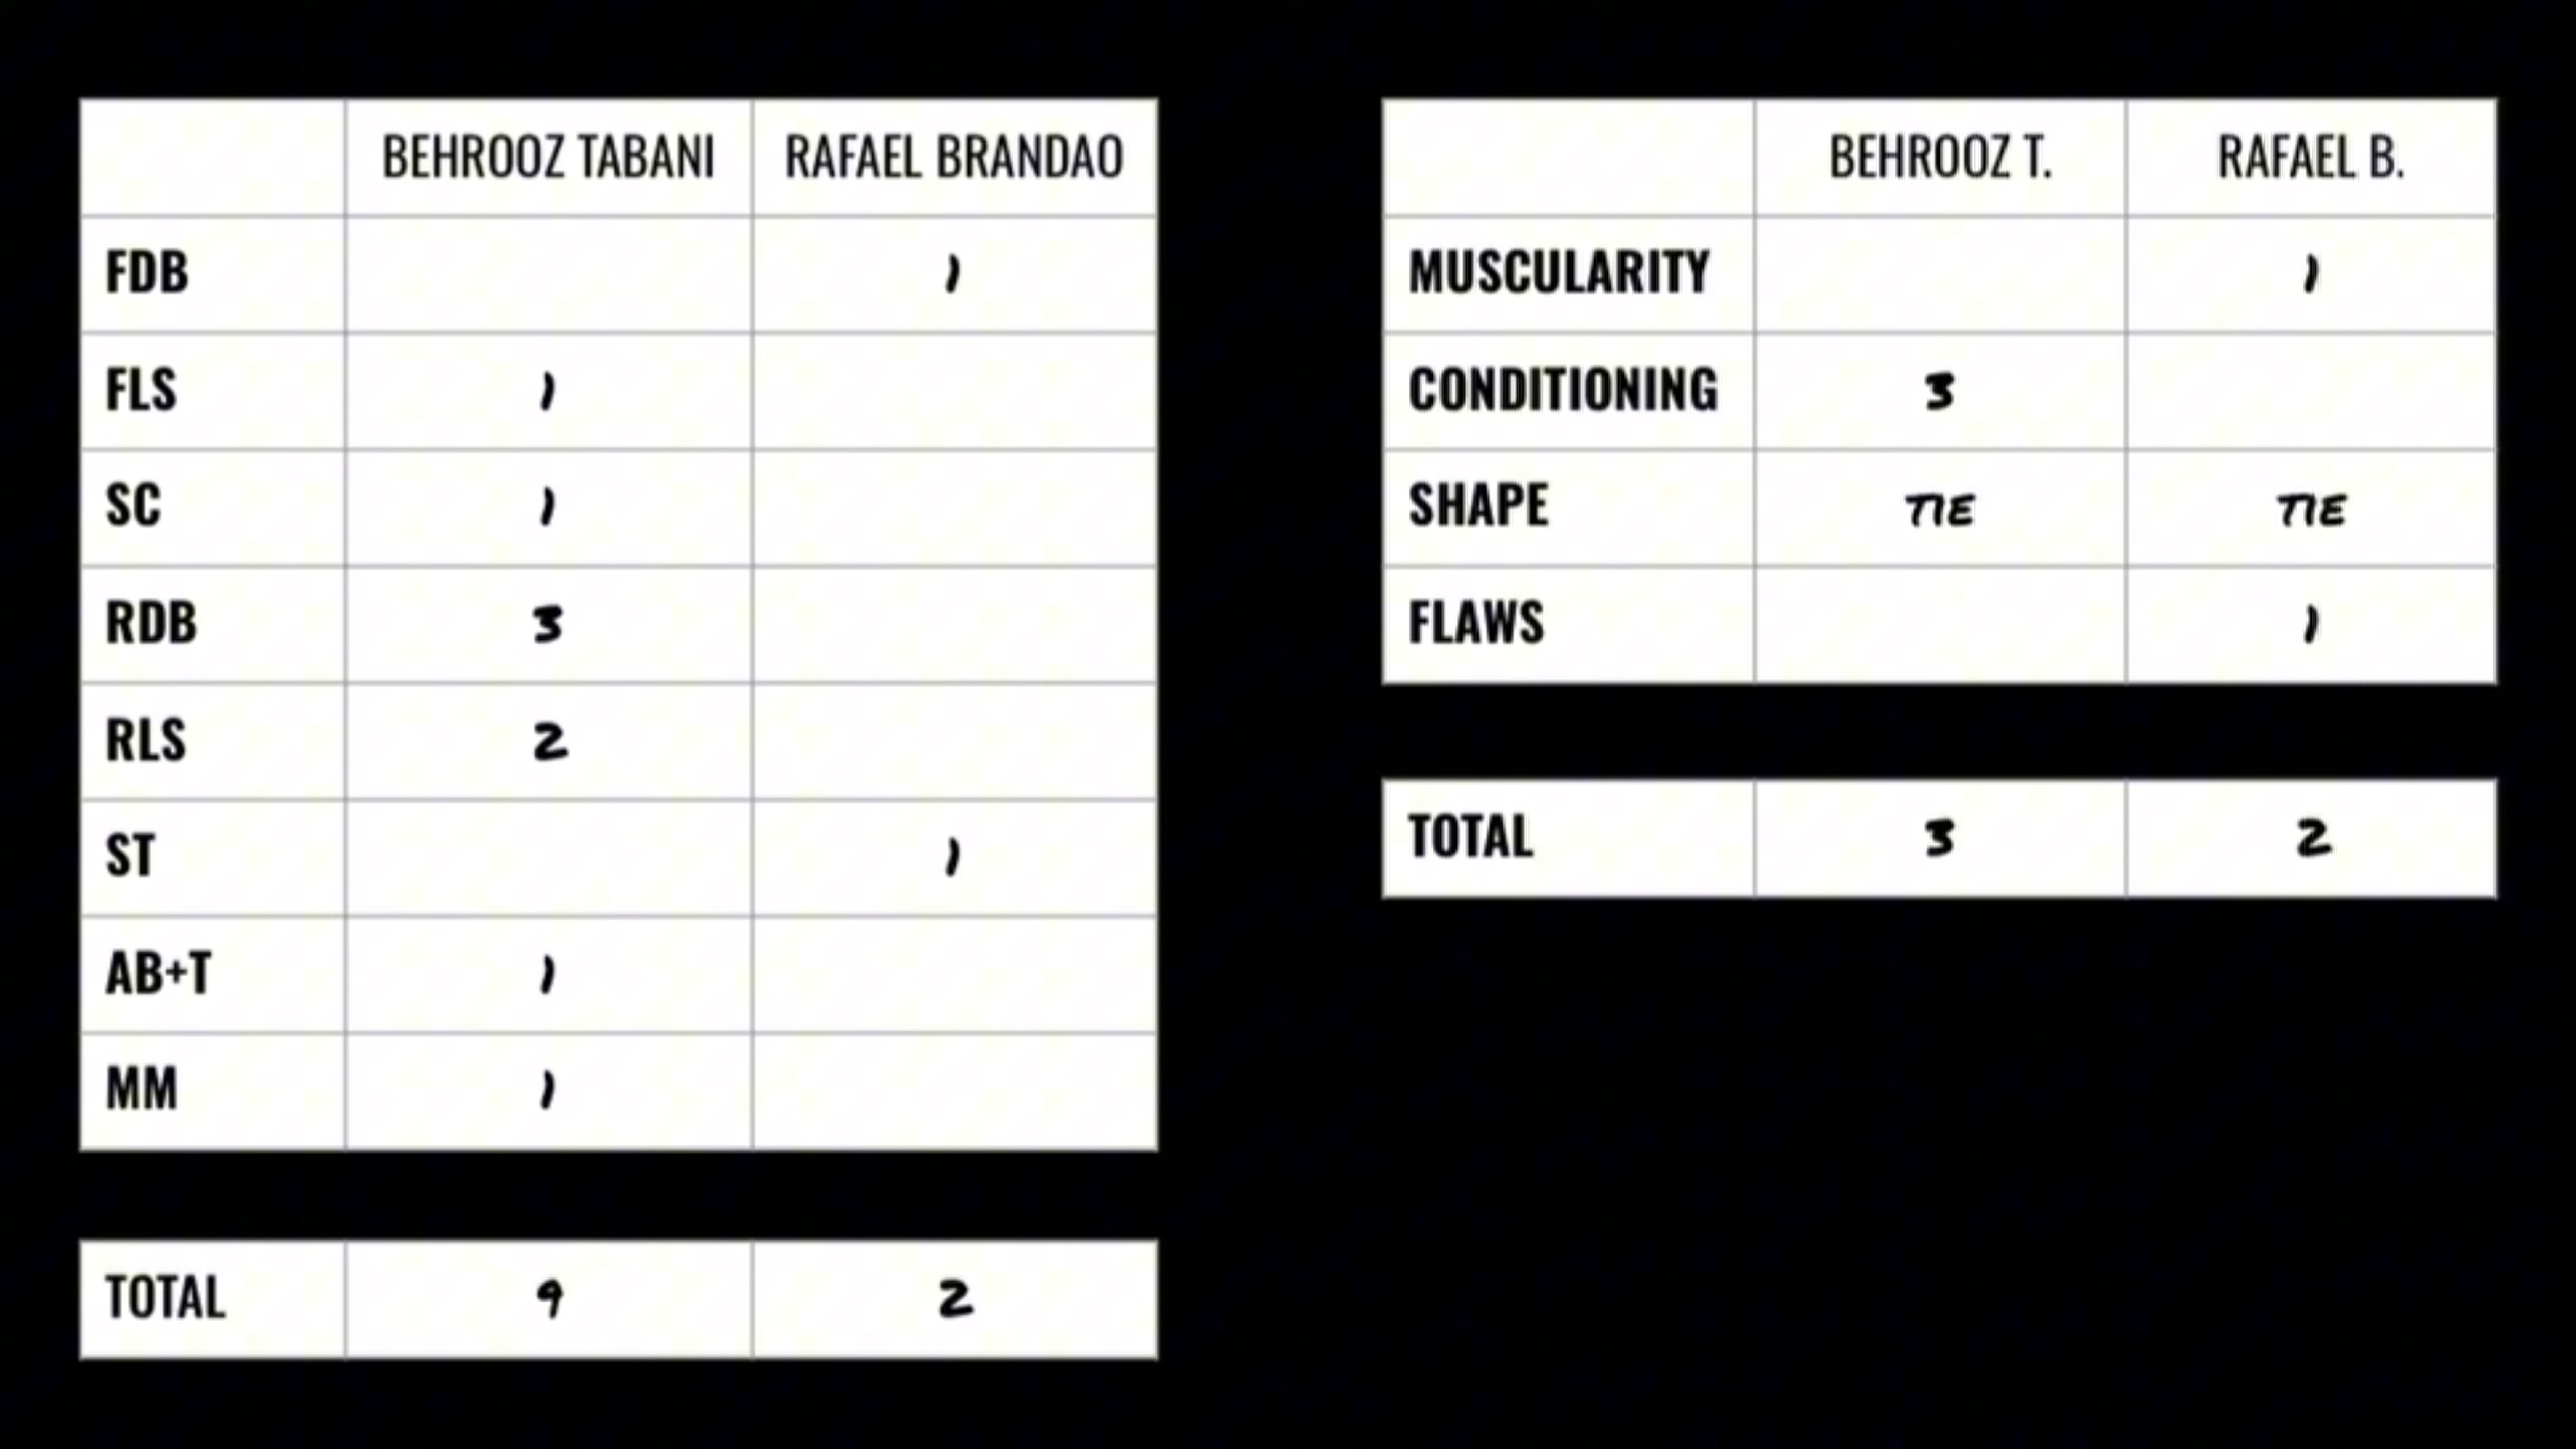 BEHROOZ TABANI RAFAEL BRANDAO
FDB 1
FLS 1
SC 1
RDB 3
RLS 2
ST 1
AB+T 1
MM 1
TOTAL 9 2
BEHROOZ T. RAFAEL B.
MUSCULARITY 1
CONDITIONING 3
SHAPE TIE TIE
FLAWS 1
TOTAL 3 2